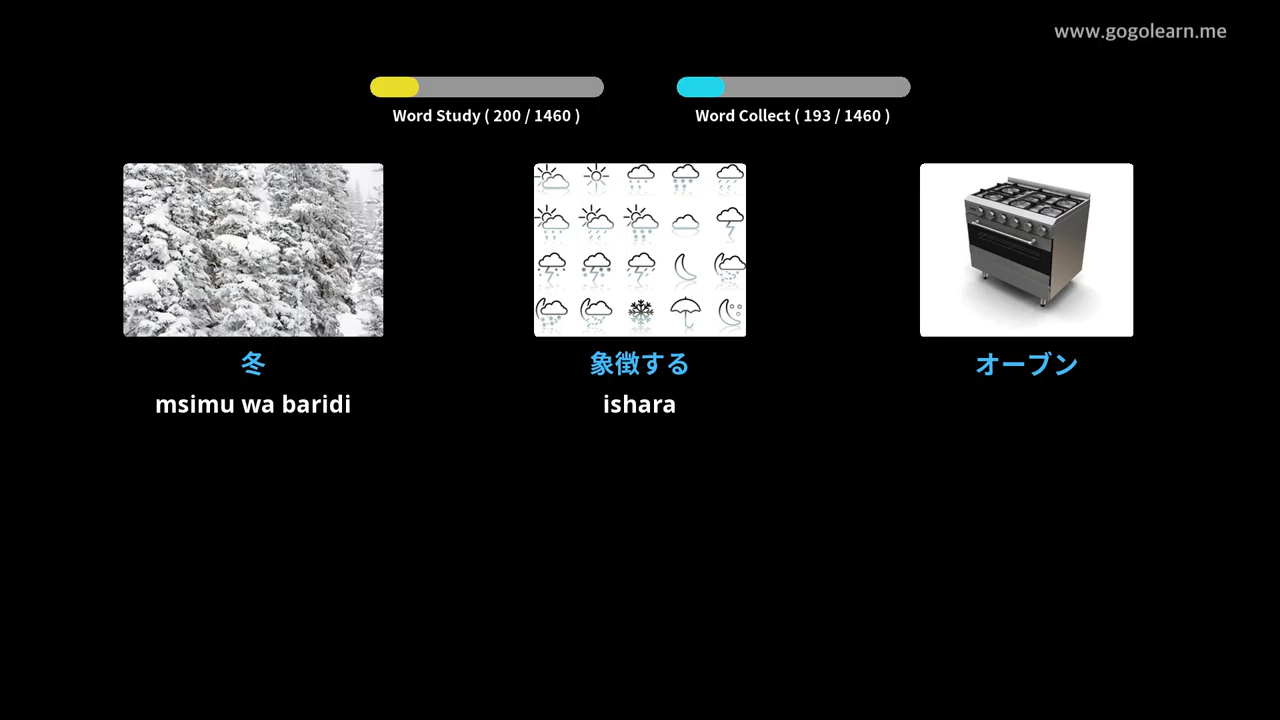 www.gogolearn.me
Word Study ( 200 / 1460 )
Word Collect ( 193 / 1460 )
冬
象徴する
オーブン
msimu wa baridi
ishara